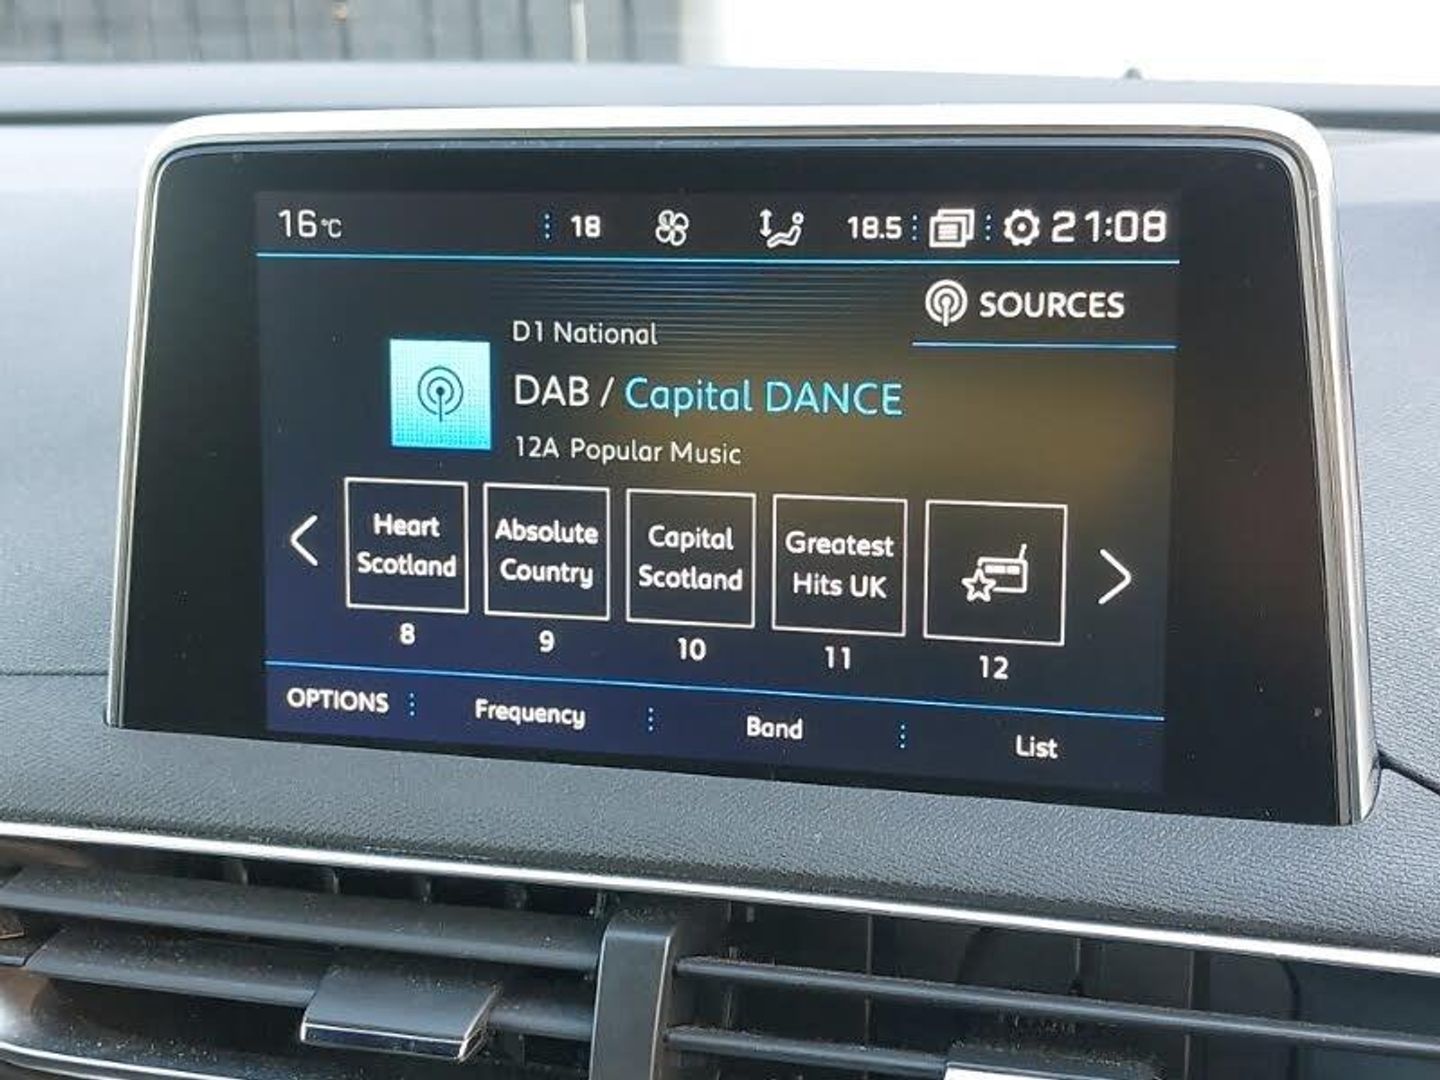 16°C 18 18.5 21:08
SOURCES
D1 National
DAB / Capital DANCE
12A Popular Music
Heart
Scotland
8
Absolute
Country
9
Capital
Scotland
10
Greatest
Hits UK
11
12
OPTIONS Frequency Band List